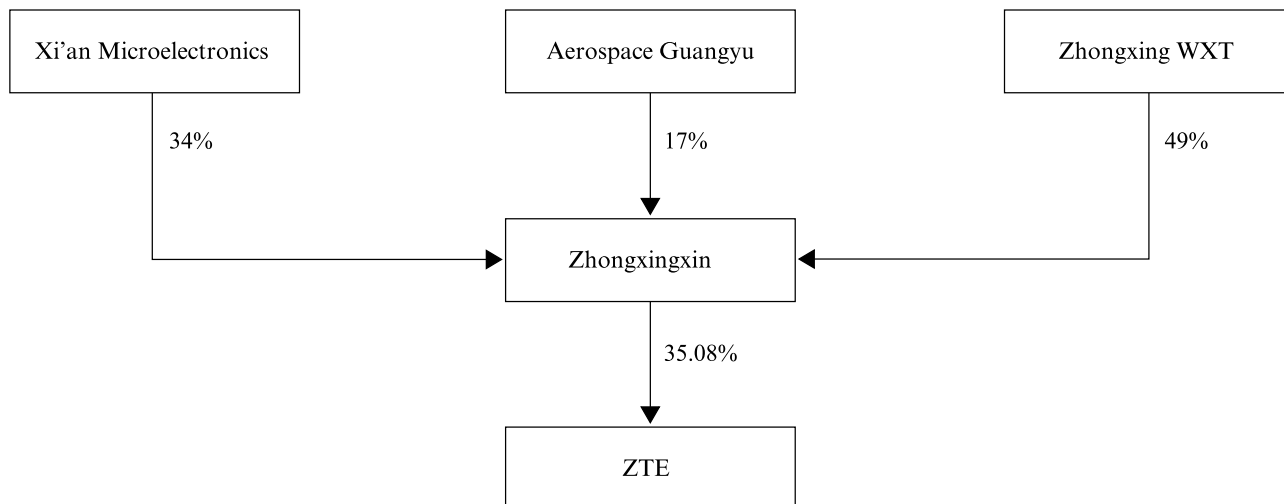 Xi’an Microelectronics
Aerospace Guangyu
Zhongxing WXT
34%
17%
49%
Zhongxingxin
35.08%
ZTE